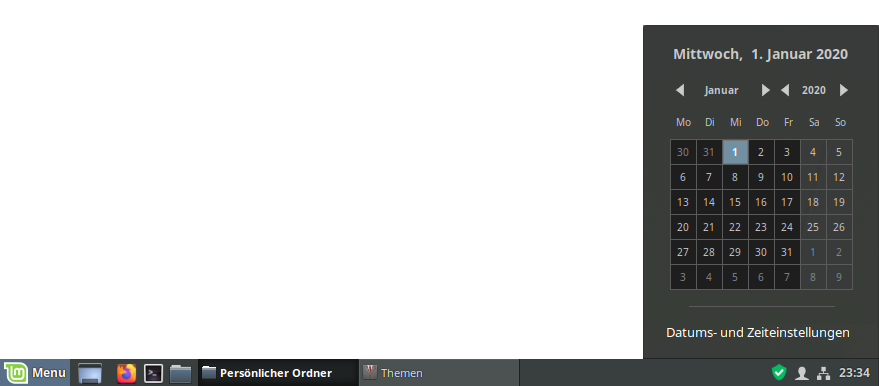 Mittwoch, 1. Januar 2020
Januar 2020
Mo Di Mi Do Fr Sa So
30 31 1 2 3 4 5
6 7 8 9 10 11 12
13 14 15 16 17 18 19
20 21 22 23 24 25 26
27 28 29 30 31 1 2
3 4 5 6 7 8 9
Datums- und Zeiteinstellungen
Menu Persönlicher Ordner Themen 23:34